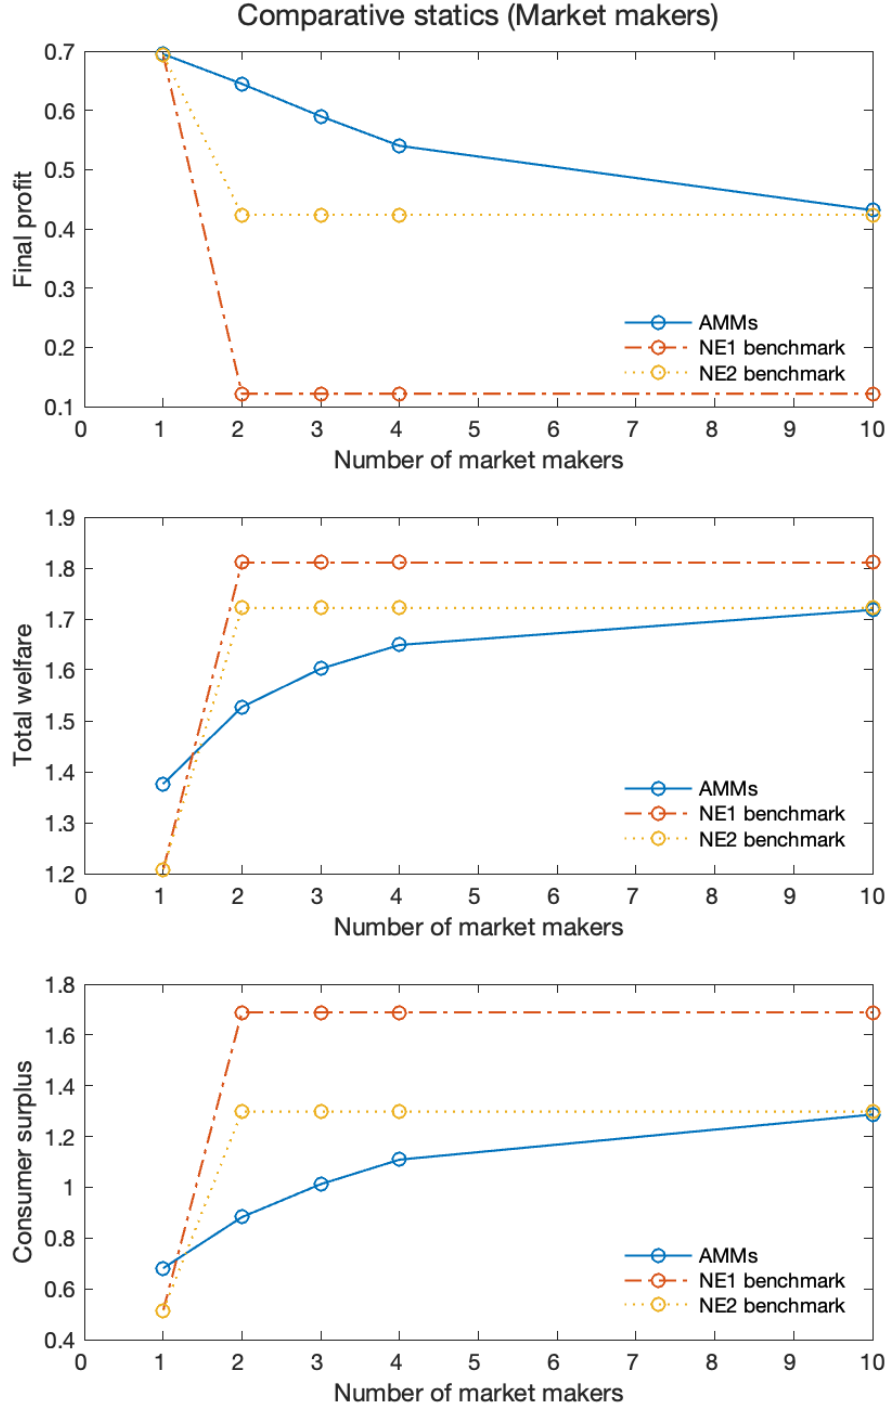 Comparative statics (Market makers)
0.7
0.6
0.5
0.4
0.3
0.2
0.1
Final profit
AMMs
NE1 benchmark
NE2 benchmark
0 1 2 3 4 5 6 7 8 9 10
Number of market makers
1.9
1.8
1.7
1.6
1.5
1.4
1.3
1.2
Total welfare
AMMs
NE1 benchmark
NE2 benchmark
0 1 2 3 4 5 6 7 8 9 10
Number of market makers
1.8
1.6
1.4
1.2
1
0.8
0.6
0.4
Consumer surplus
AMMs
NE1 benchmark
NE2 benchmark
0 1 2 3 4 5 6 7 8 9 10
Number of market makers